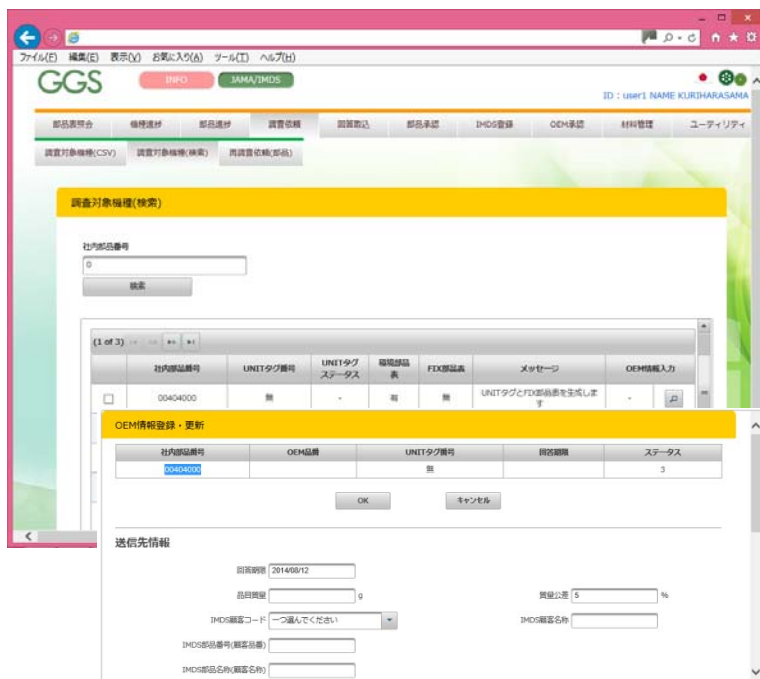 ファイル(F) 編集(E) 表示(V) お気に入り(A) ツール(T) ヘルプ(H)
GGS INFO JAMA/IMDS
ID : user1 NAME KURIHARASAMA
部品表照会 機種進捗 部品進捗 調査依頼 回答取込 部品承認 IMDS登録 OEM承認 材料管理 ユーティリティ
調査対象機種(CSV) 調査対象機種(検索) 再調査依頼(部品)
調査対象機種(検索)
社内部品番号
0
検索
(1 of 3)
社内部品番号 UNITタグ番号 UNITタグステータス 環境部品表 FIX部品表 メッセージ OEM情報入力
00404000 無 - 有 無 UNITタグとFIX部品表を生成します -
OEM情報登録・更新
社内部品番号 OEM品番 UNITタグ番号 回答期限 ステータス
00404000 無 3
OK キャンセル
送信先情報
回答期限 2014/08/12
品目質量 g 質量公差 5 %
IMDS顧客コード 一つ選んでください IMDS顧客名称
IMDS部品番号(顧客品番)
IMDS部品名称(顧客名称)